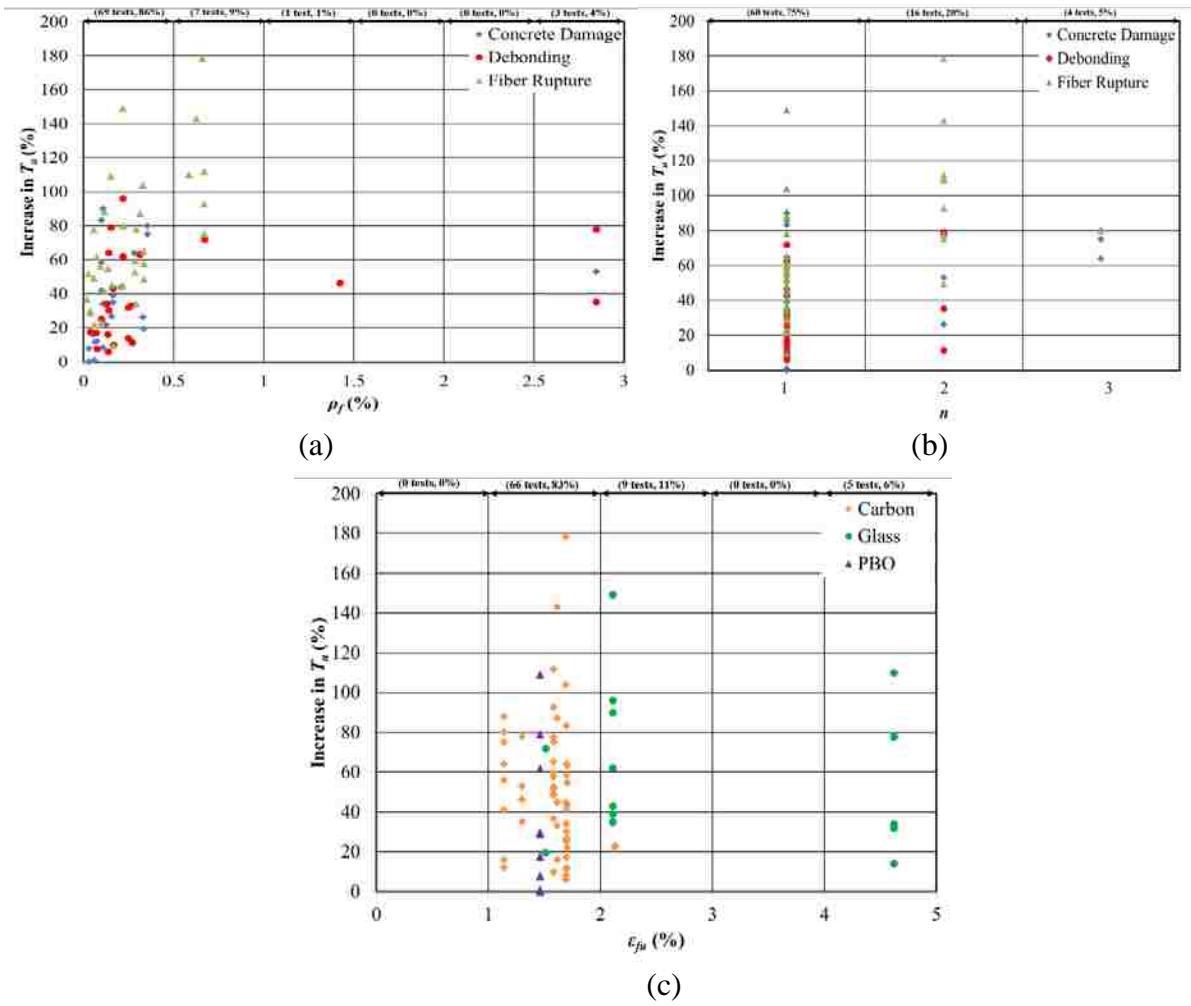 (69 tests, 86%) (7 tests, 9%) (1 test, 1%) (0 tests, 0%) (0 tests, 0%) (3 tests, 4%)
200
180
160
140
120
100
80
60
40
20
0
Increase in Tu (%)
Concrete Damage
Debonding
Fiber Rupture
0 0.5 1 1.5 2 2.5 3
ρf (%)
(a)
(60 tests, 75%) (16 tests, 20%) (4 tests, 5%)
200
180
160
140
120
100
80
60
40
20
0
Increase in Tu (%)
Concrete Damage
Debonding
Fiber Rupture
1 2 3
n
(b)
(0 tests, 0%) (66 tests, 83%) (9 tests, 11%) (0 tests, 0%) (5 tests, 6%)
200
180
160
140
120
100
80
60
40
20
0
Increase in Tu (%)
Carbon
Glass
PBO
0 1 2 3 4 5
εfu (%)
(c)